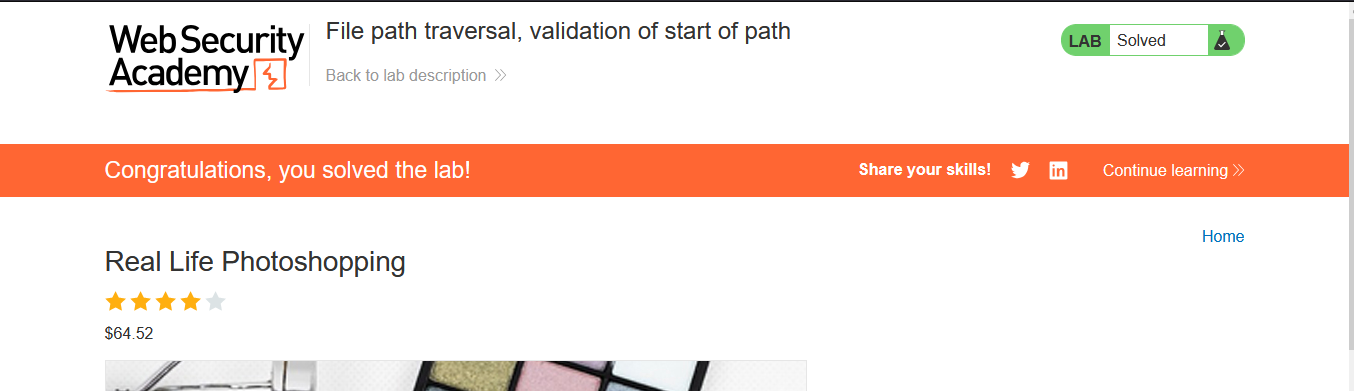 Web Security
Academy
File path traversal, validation of start of path
Back to lab description
LAB Solved
Congratulations, you solved the lab!
Share your skills!
Continue learning
Home
Real Life Photoshopping
$64.52